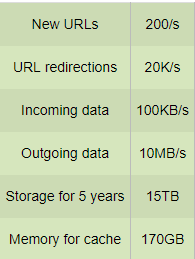 New URLs 200/s
URL redirections 20K/s
Incoming data 100KB/s
Outgoing data 10MB/s
Storage for 5 years 15TB
Memory for cache 170GB